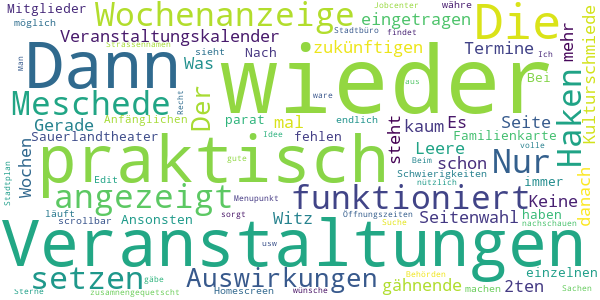 Mitglieder
möglich
Wochenanzeige
Jobcenter
währe
eingetragen
Die
Stadtbüro
findet
Veranstaltungskalender
Strassennamen
Man
sieht
Nach
zukünftigen
Ich
mehr
Kulturschmiede
Dann
wieder
Was
Termine
aus
Bei
Haken
Meschede
Der
Recht
Anfänglichen
parat
mal
Es
Seite
Gerade
ware
endlich
steht
kaum
Familienkarte
Sauerlandtheater
Idee
fehlen
Leere
volle
Wochen
praktisch
gute
Beim
schon
Nur
Schwierigkeiten
immer
danach
Stadtplan
Edit
Menupunkt
nützlich
angezeigt
funktioniert
Keine
läuft
scrollbar
Ansonsten
sorgt
Witz
Öffnungszeiten
Suche
Seitenwahl
haben
nachschauen
Veranstaltungen
usw
Behörden
setzen
gäbe
Auswirkungen
gähnende
2ten
einzelnen
Sterne
zusammengequetscht
Homescreen
wünsche
machen
Sachen